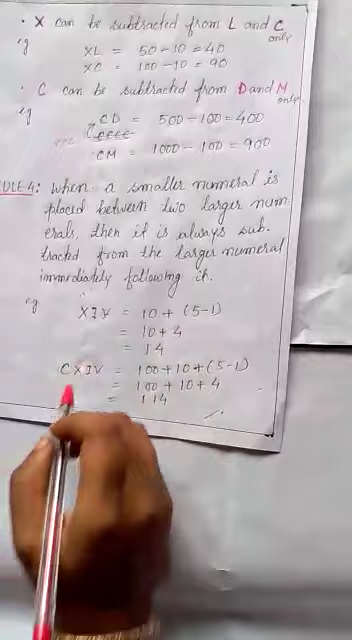 • X can be subtracted from L and C only
eg
XL = 50-10 = 40
XC = 100-10 = 90
• C can be subtracted from D and M only.
eg
CD = 500-100 = 400
CM = 1000-100 = 900
RULE 4: When a smaller numeral is
placed between two larger num-
erals, then it is always sub-
tracted from the larger numeral
immediately following it.
eg
XIV = 10 + (5-1)
= 10+4
= 14
CXIV = 100+10+(5-1)
= 100 + 10 + 4
= 114